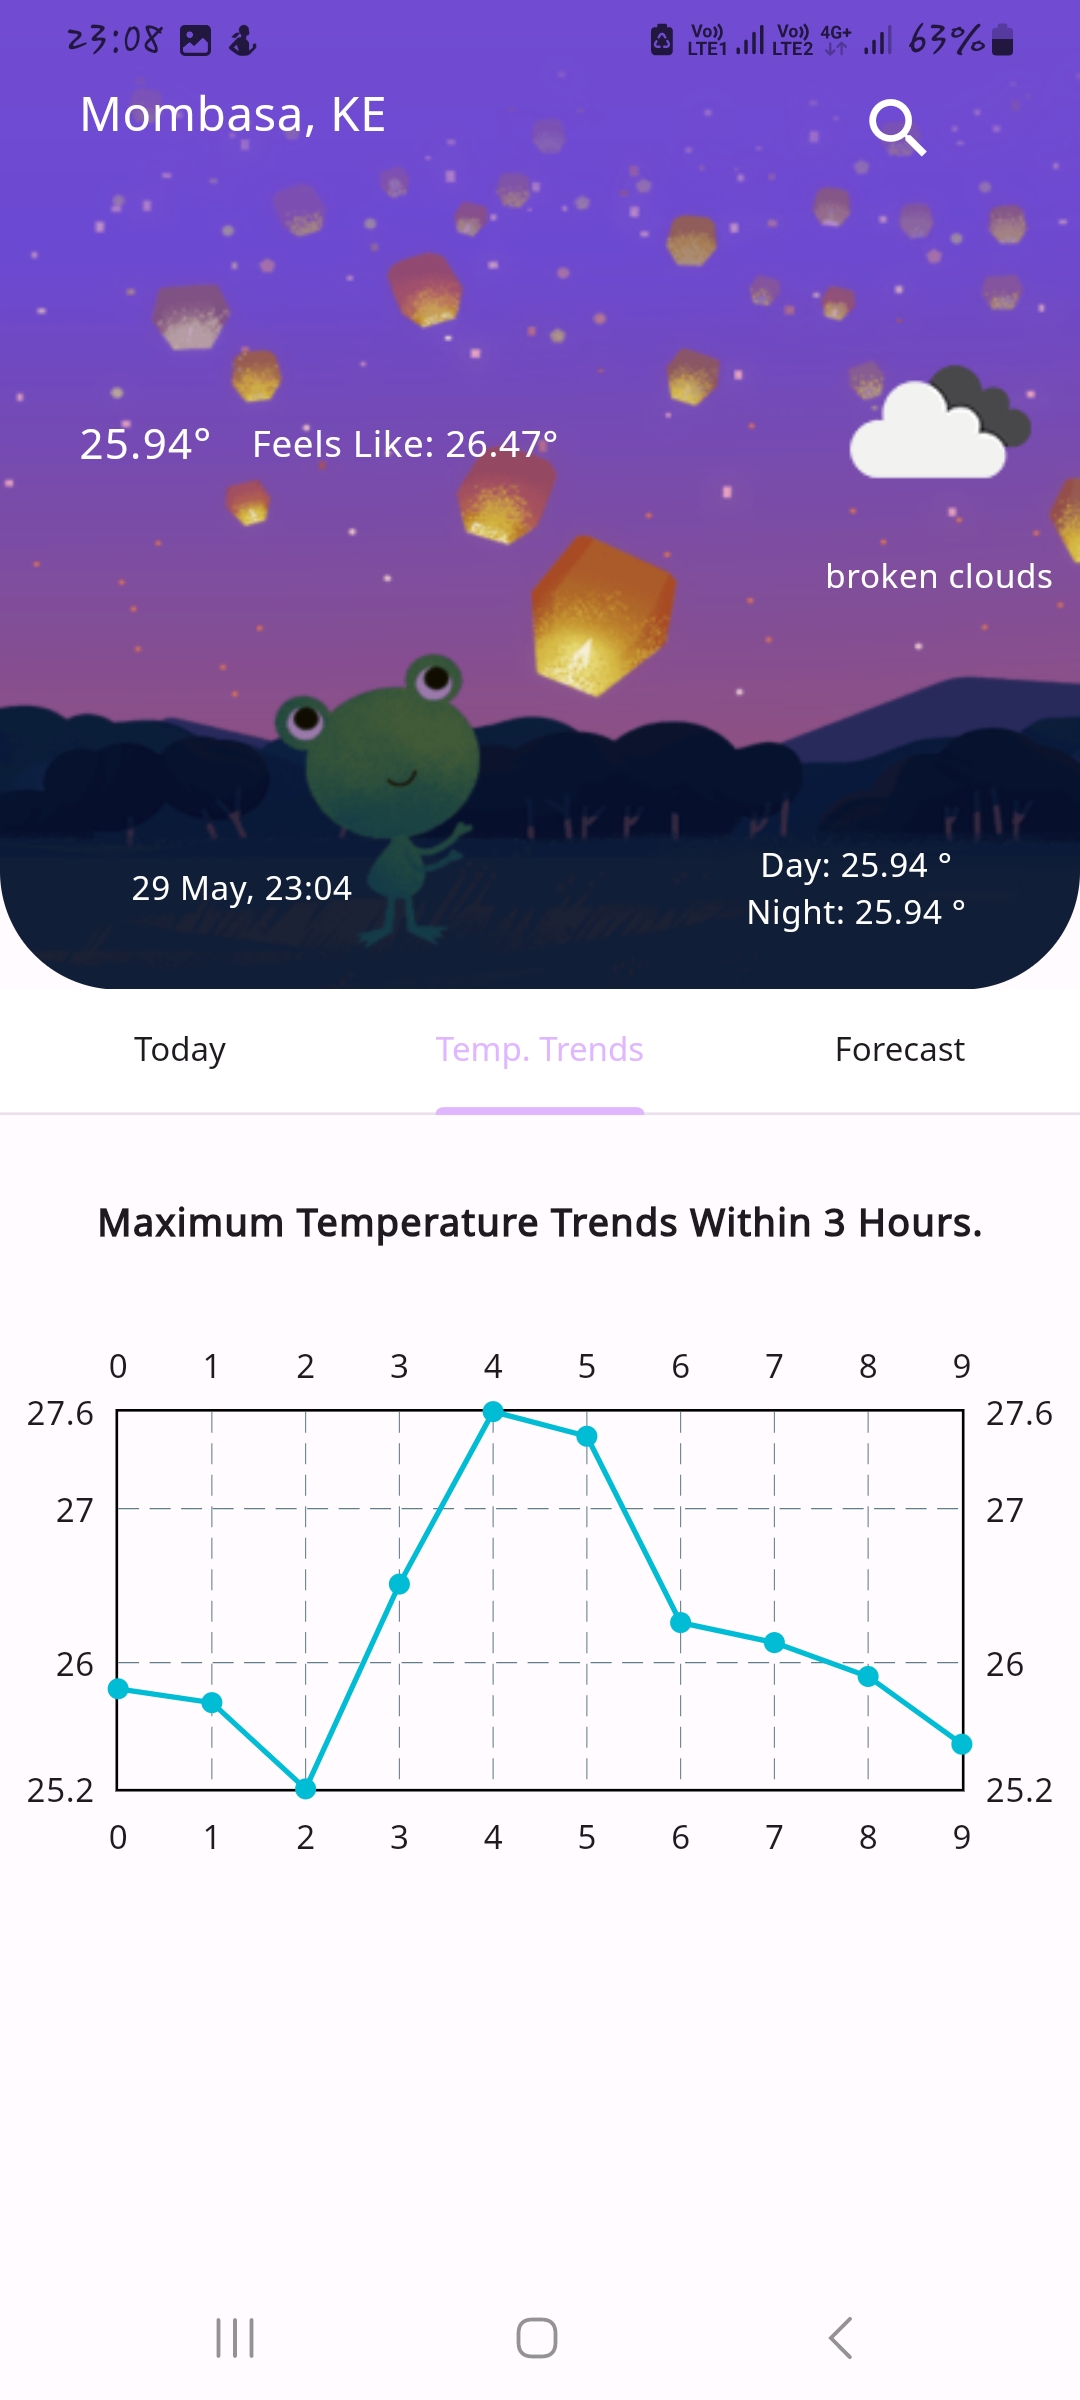 23:08 Vo)) LTE1 Vo)) LTE2 4G+ 63%
Mombasa, KE
25.94° Feels Like: 26.47°
broken clouds
29 May, 23:04
Day: 25.94 °
Night: 25.94 °
Today Temp. Trends Forecast
Maximum Temperature Trends Within 3 Hours.
0 1 2 3 4 5 6 7 8 9
27.6 27.6
27 27
26 26
25.2 25.2
0 1 2 3 4 5 6 7 8 9